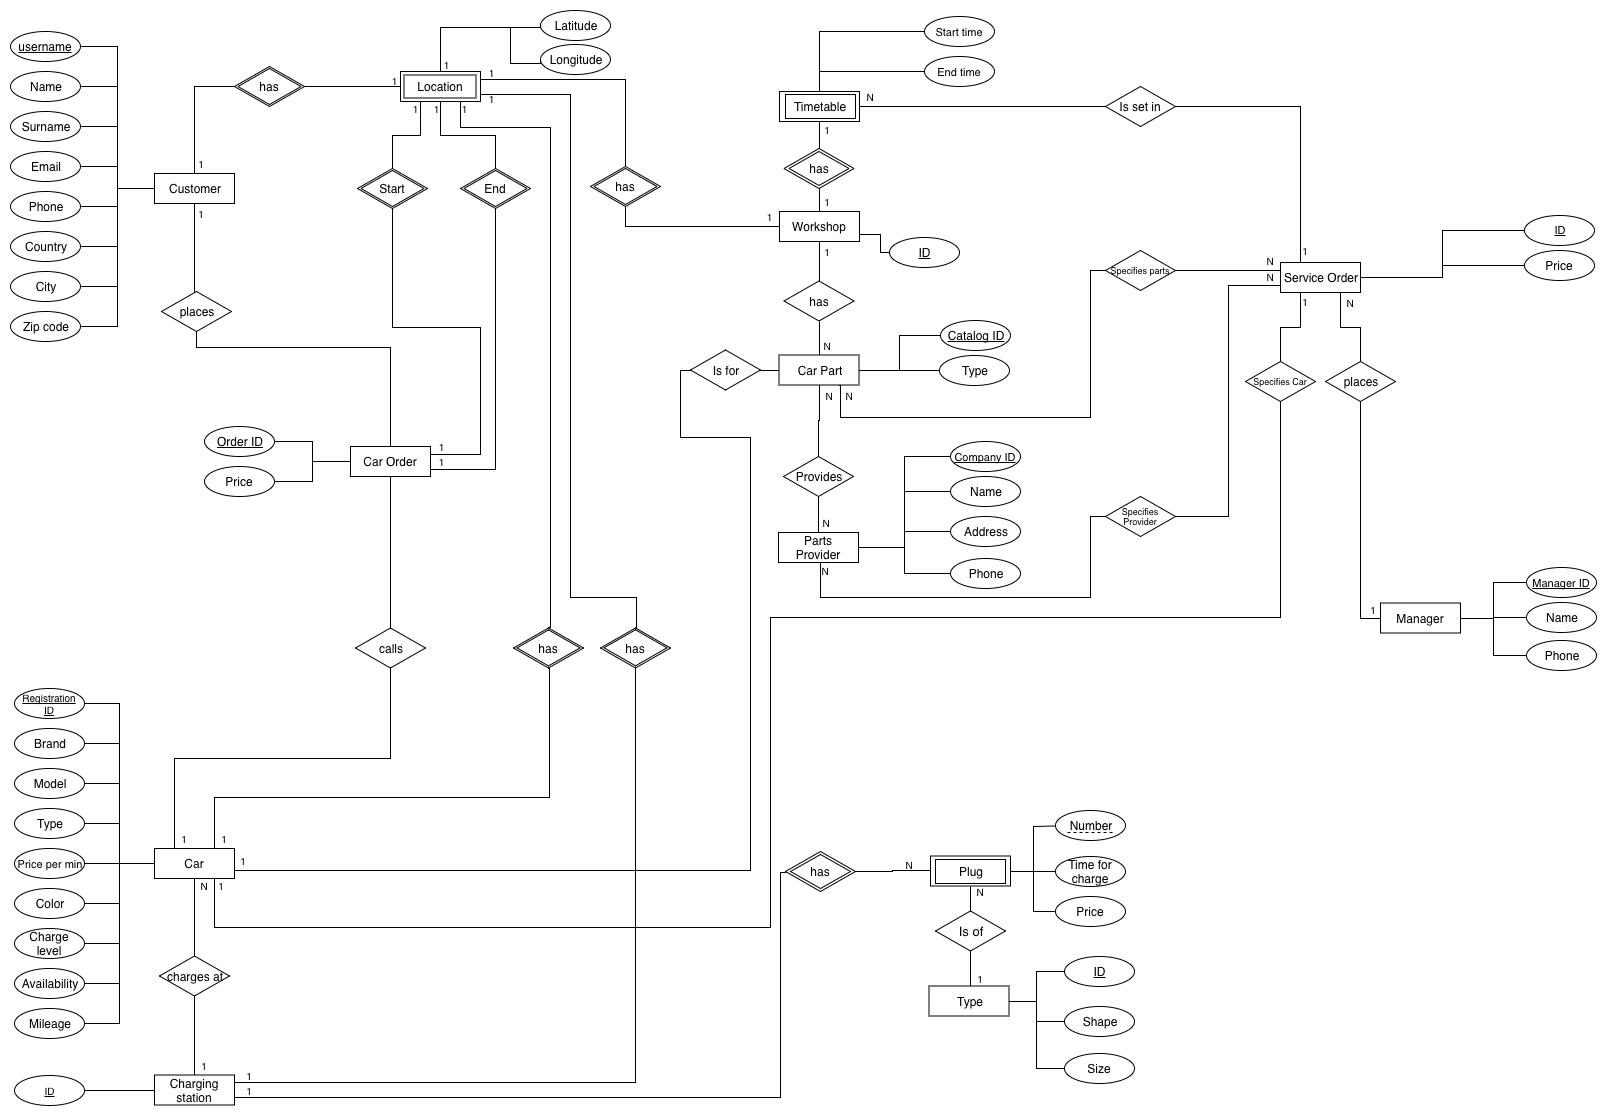 username
Name
Surname
Email
Phone
Country
City
Zip code
has
1
Location
1
Latitude
Longitude
1
1
1
1
1
1
Customer
1
places
Start
End
has
1
Start time
End time
Timetable
N
Is set in
1
has
1
Workshop
1
ID
has
N
1
Service Order
N
N
1
N
ID
Price
Specifies parts
Is for
Car Part
N
N
Catalog ID
Type
Specifies Car
places
Order ID
Price
Car Order
1
1
Provides
N
Parts
Provider
N
Company ID
Name
Address
Phone
Specifies
Provider
1
Manager
Manager ID
Name
Phone
calls
has
has
Registration
ID
Brand
Model
Type
Price per min
Color
Charge
level
Availability
Mileage
1
1
Car
1
N
1
charges at
1
Charging
station
1
1
ID
has
N
Plug
N
Number
Time for
charge
Price
Is of
1
Type
ID
Shape
Size